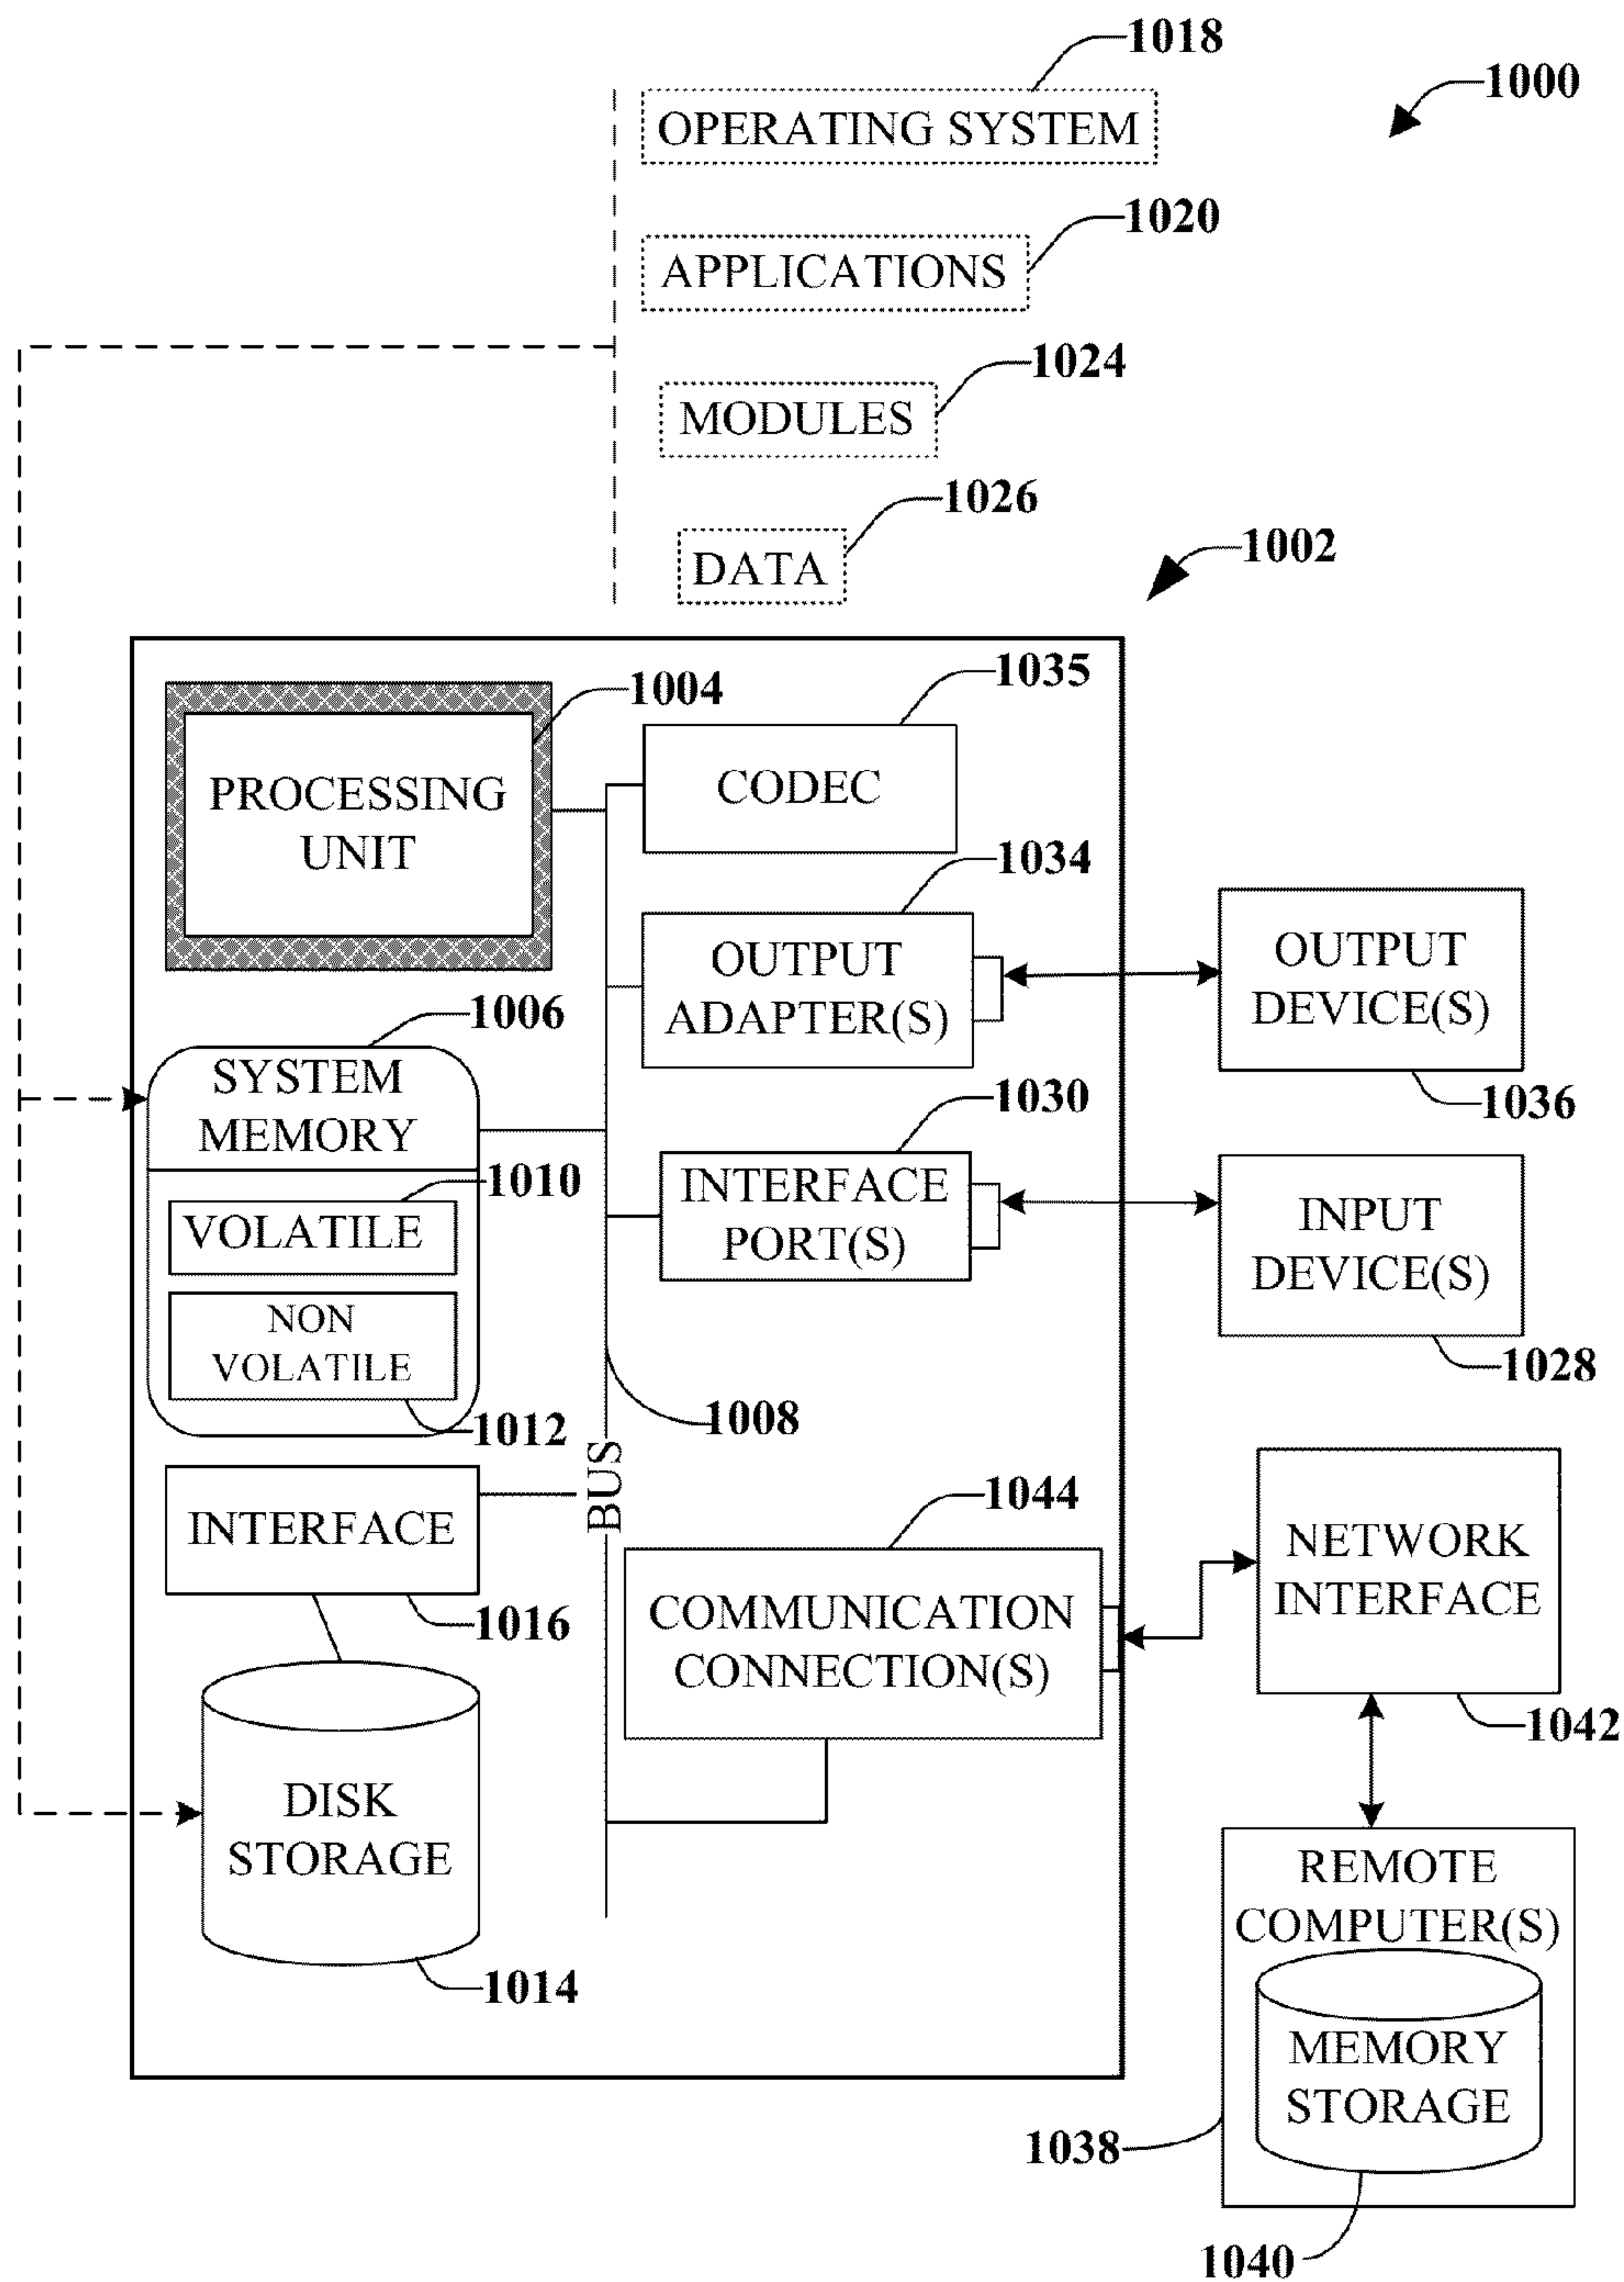 1018
1000
OPERATING SYSTEM
1020
APPLICATIONS
1024
MODULES
1026
DATA
1002
1004
PROCESSING
UNIT
1035
CODEC
1034
OUTPUT
ADAPTER(S)
OUTPUT
DEVICE(S)
1036
1006
SYSTEM
MEMORY
1010
VOLATILE
NON
VOLATILE
1012
1030
INTERFACE
PORT(S)
INPUT
DEVICE(S)
1028
1008
BUS
INTERFACE
1016
1044
COMMUNICATION
CONNECTION(S)
NETWORK
INTERFACE
1042
DISK
STORAGE
1014
REMOTE
COMPUTER(S)
MEMORY
STORAGE
1038
1040